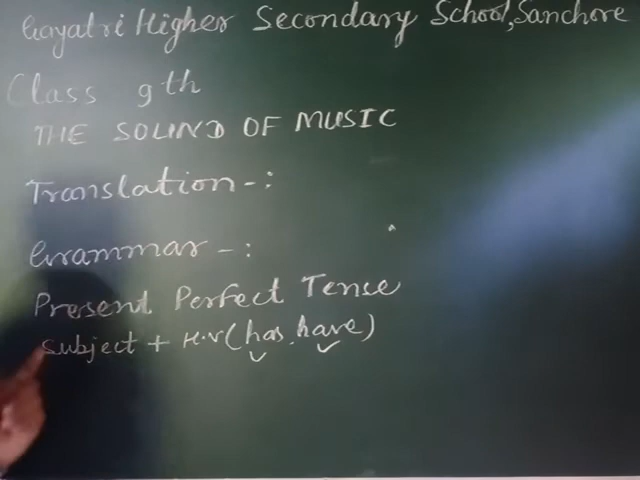 Gayatri Higher Secondary School, Sanchore
Class 9th
THE SOUND OF MUSIC
Translation -:
Grammar -:
Present Perfect Tence
Subject + H.V (has, have)